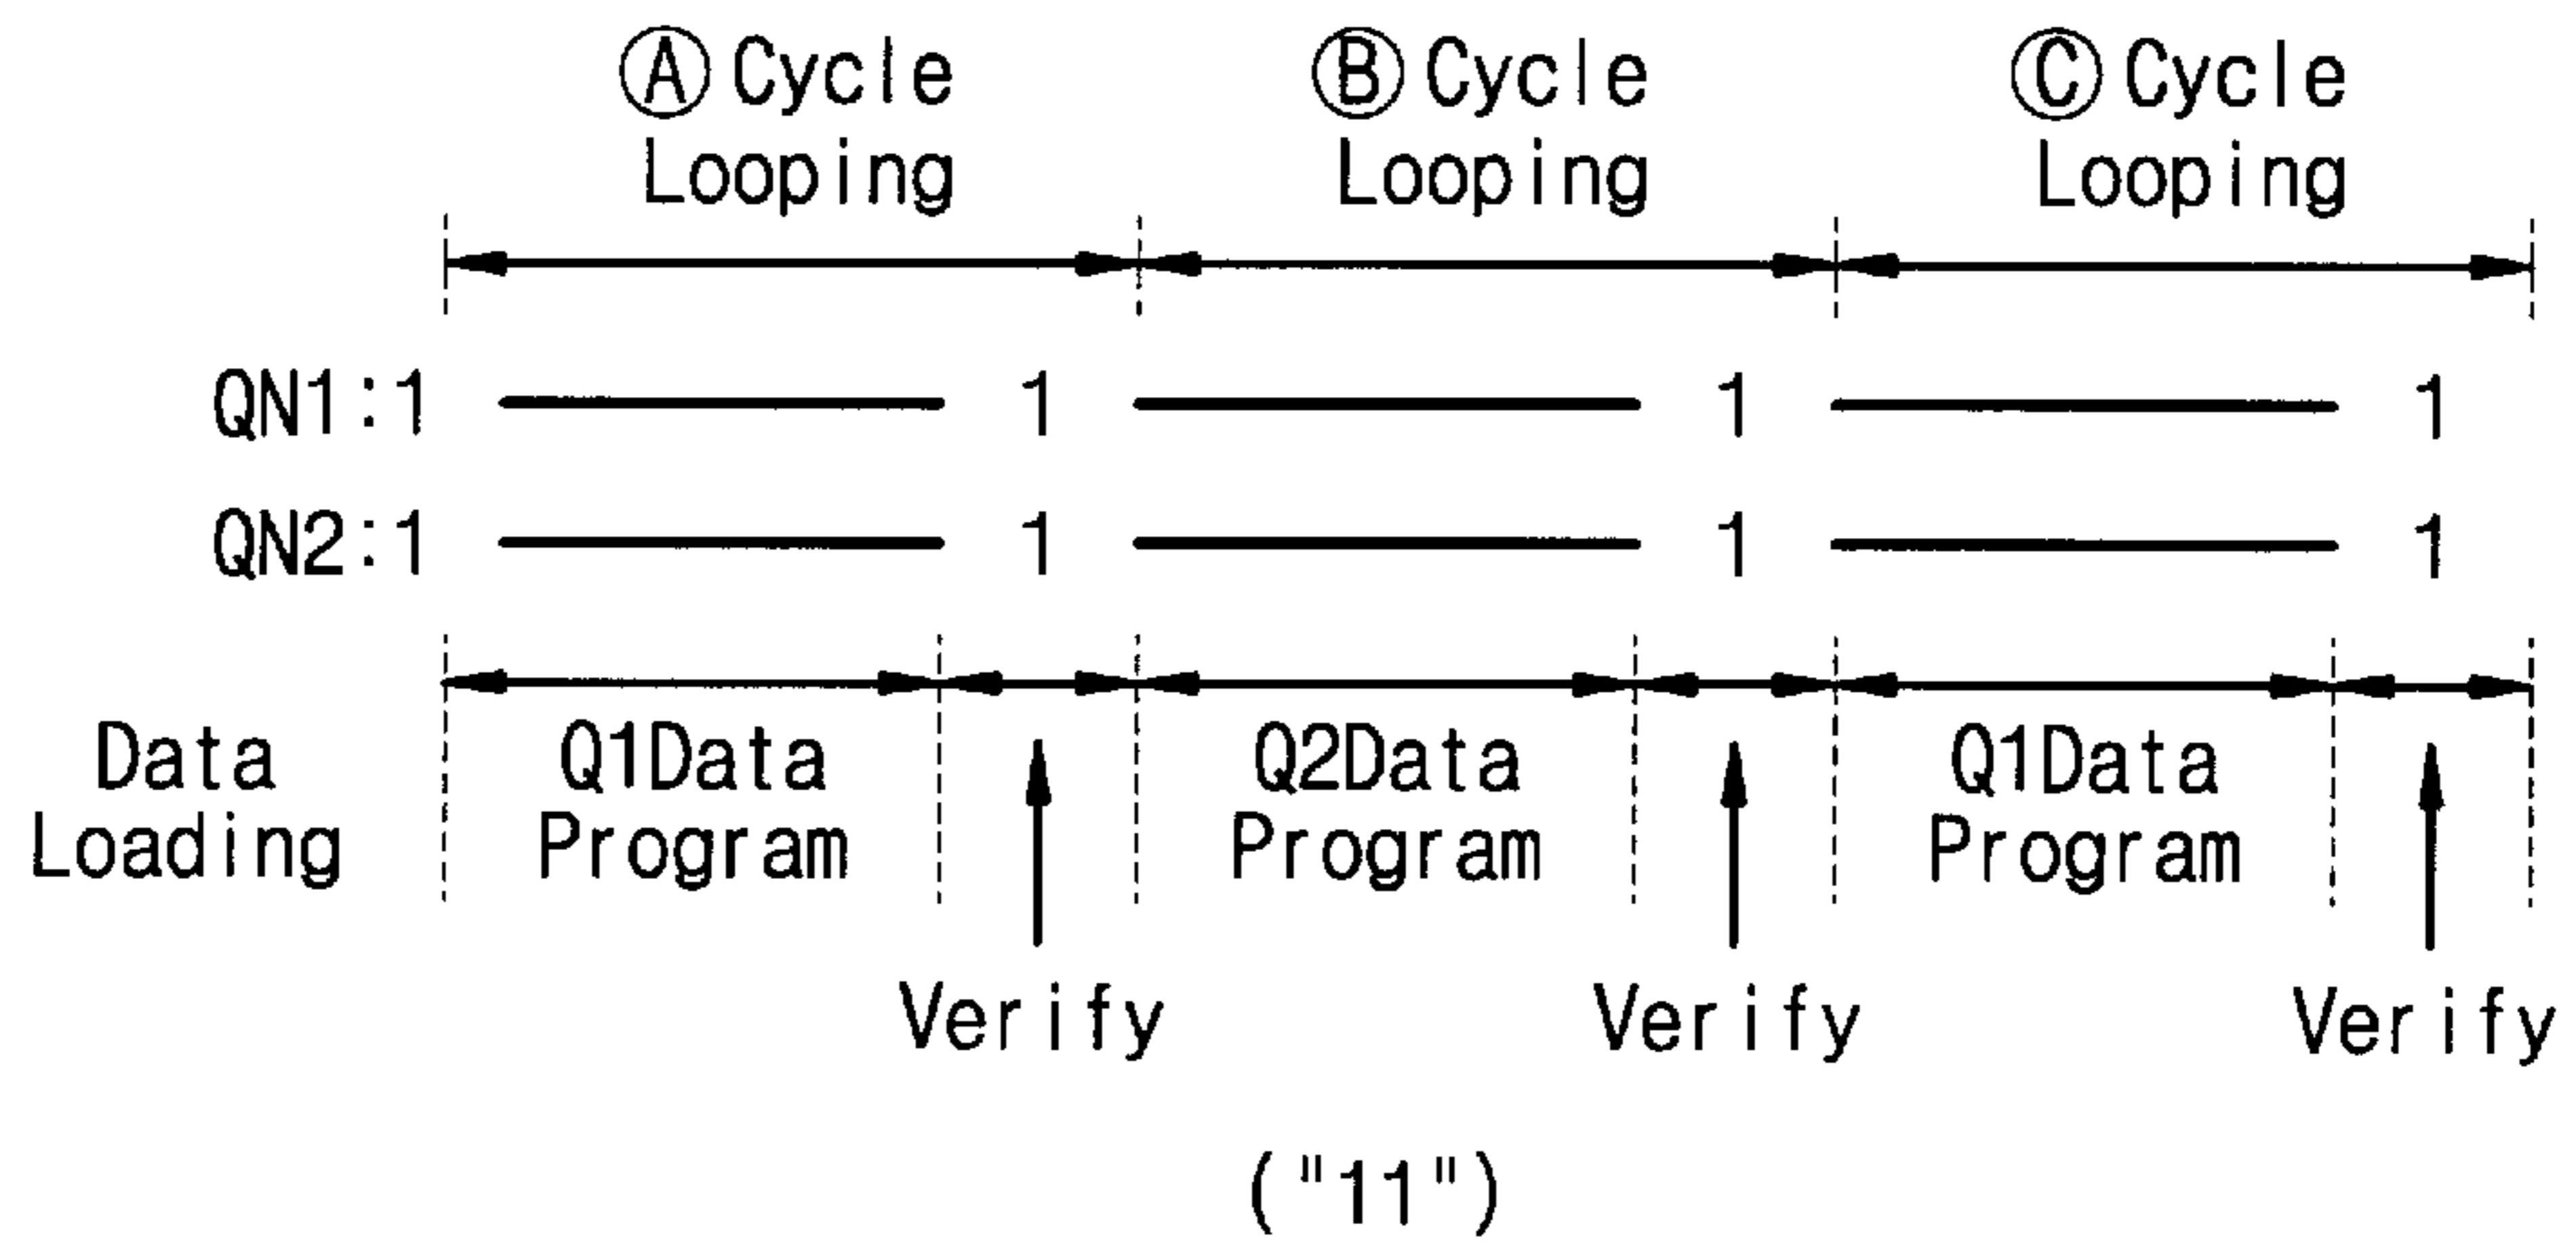 Ⓐ Cycle Looping
Ⓑ Cycle Looping
Ⓒ Cycle Looping
QN1:1 1 1 1
QN2:1 1 1 1
Data Loading
Q1Data Program
Q2Data Program
Q1Data Program
Verify
Verify
Verify
("11")